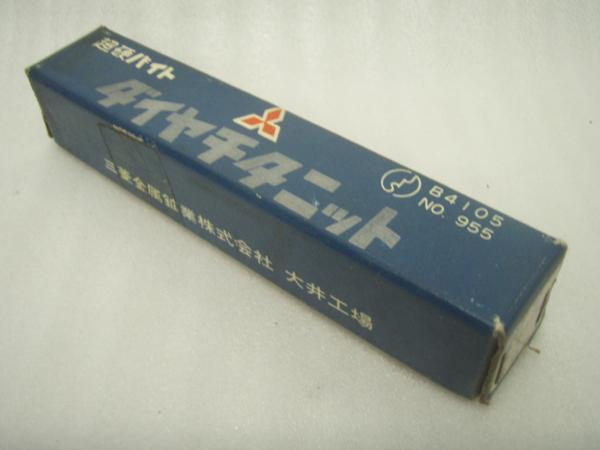 超硬バイト
ダイヤチタニット
B4105
NO. 955
三菱金属鉱業株式会社 大井工場